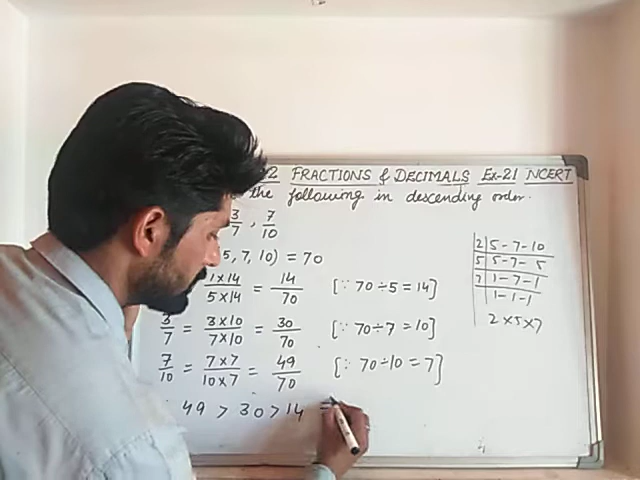 2 FRACTIONS & DECIMALS Ex-21 NCERT
the following in descending order.
3/7, 7/10
5, 7, 10) = 70
1×14/5×14 = 14/70 [∵ 70÷5 = 14]
3/7 = 3×10/7×10 = 30/70 [∵ 70÷7 = 10]
7/10 = 7×7/10×7 = 49/70 [∵ 70÷10 = 7]
49 > 30 > 14
2 | 5 - 7 - 10
5 | 5 - 7 - 5
7 | 1 - 7 - 1
1 - 1 - 1
2×5×7